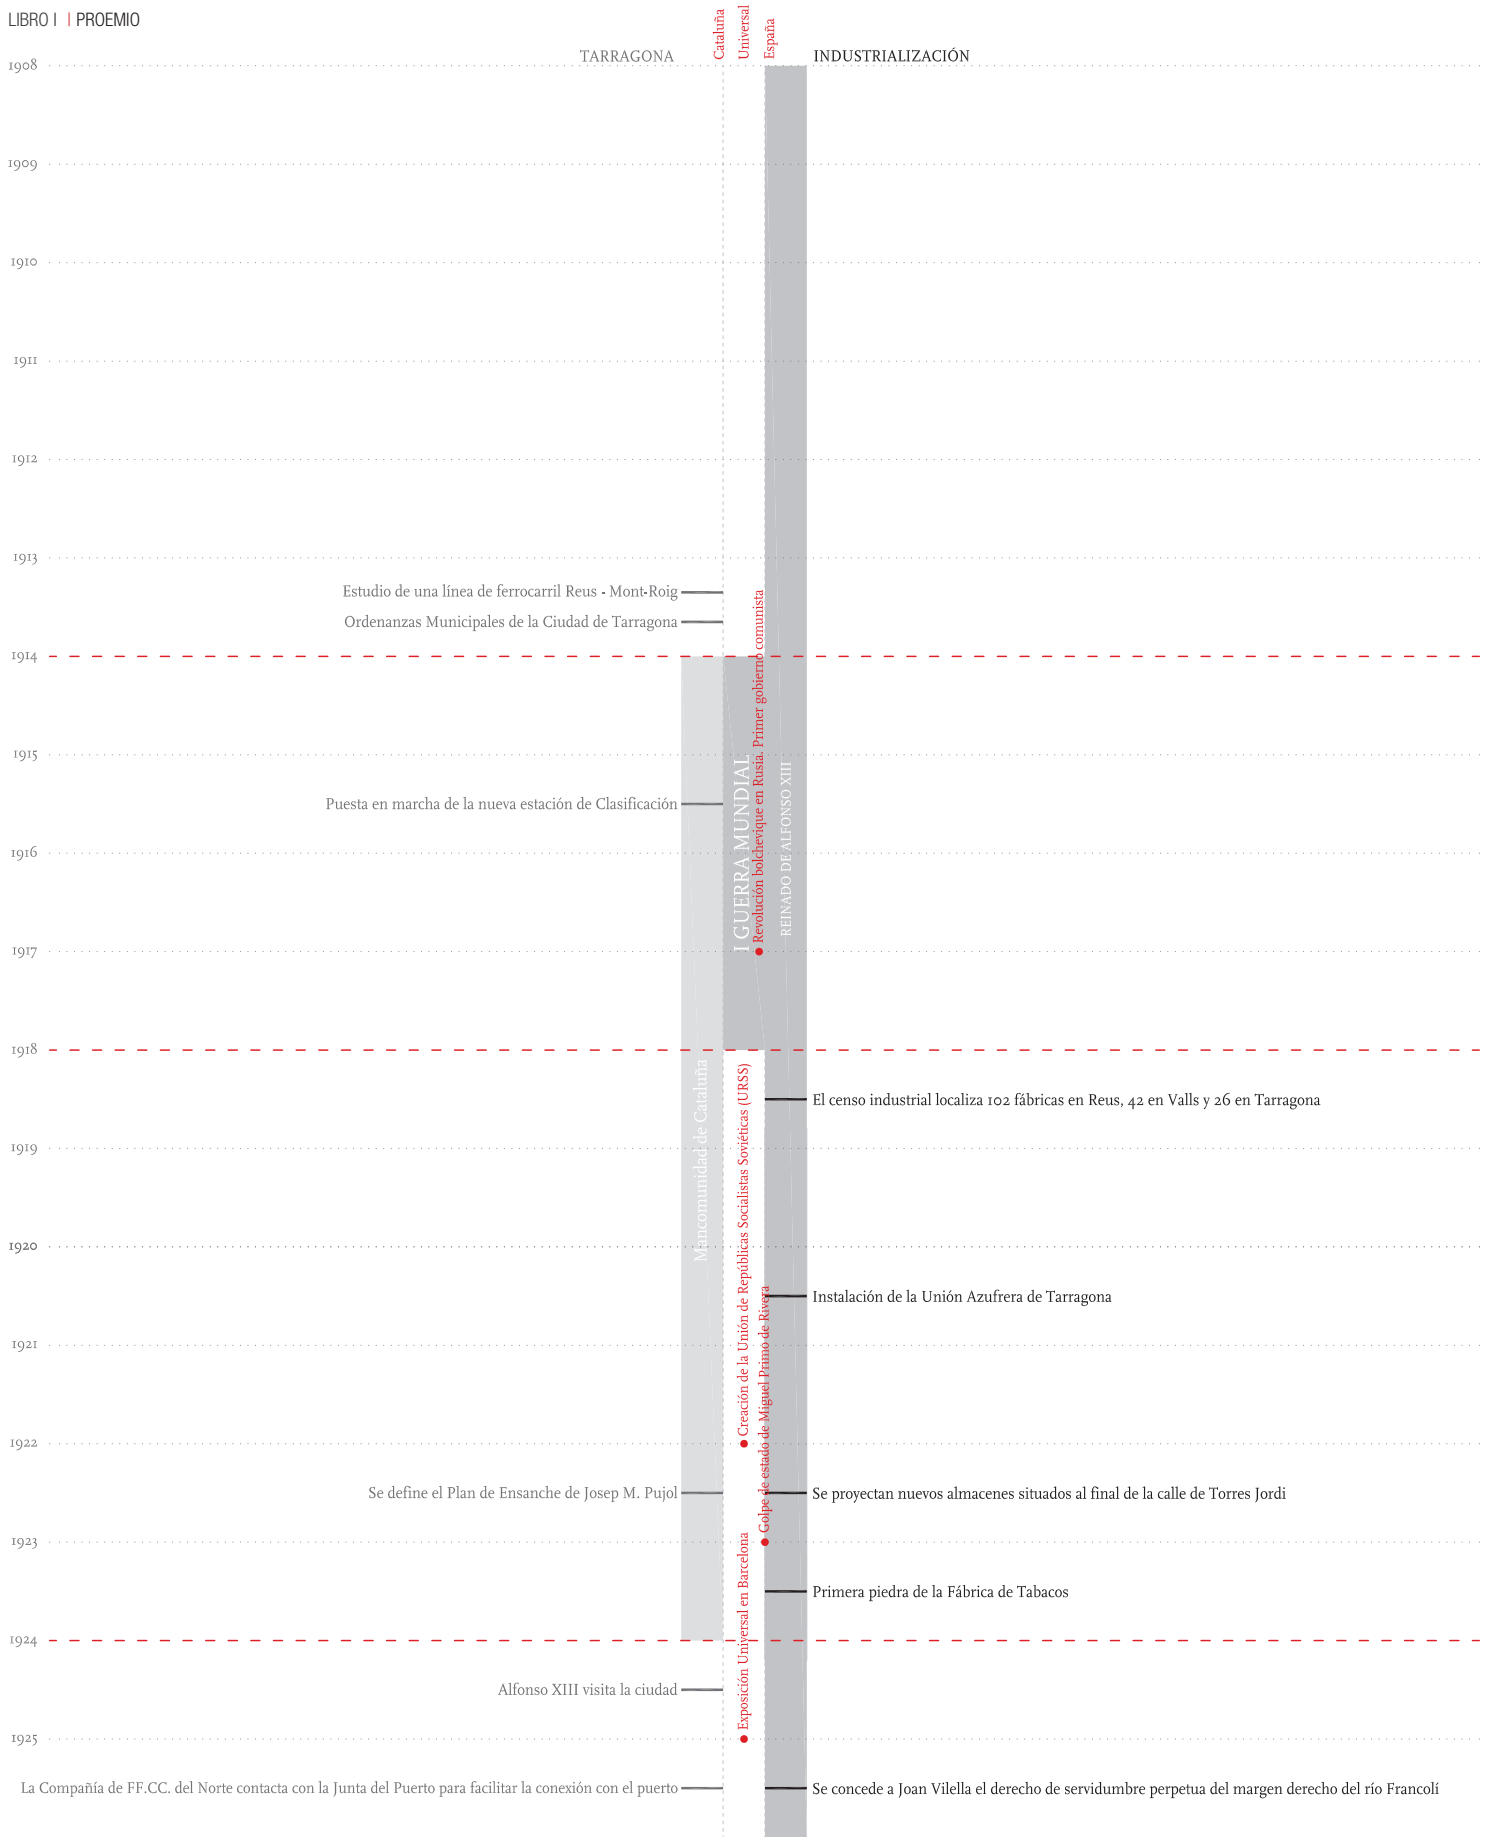 LIBRO I | PROEMIO
Cataluña
Universal
España
TARRAGONA
INDUSTRIALIZACIÓN
1908
1909
1910
1911
1912
1913
Estudio de una línea de ferrocarril Reus - Mont-Roig
Ordenanzas Municipales de la Ciudad de Tarragona
1914
1915
Puesta en marcha de la nueva estación de Clasificación
I GUERRA MUNDIAL
Revolución bolchevique en Rusia. Primer gobierno comunista
REINADO DE ALFONSO XIII
1916
1917
1918
El censo industrial localiza 102 fábricas en Reus, 42 en Valls y 26 en Tarragona
Mancomunidad de Cataluña
Creación de la Unión de Repúblicas Socialistas Soviéticas (URSS)
1919
1920
Instalación de la Unión Azufrera de Tarragona
Golpe de estado de Miguel Primo de Rivera
1921
1922
Se define el Plan de Ensanche de Josep M. Pujol
Se proyectan nuevos almacenes situados al final de la calle de Torres Jordi
1923
Exposición Universal en Barcelona
Primera piedra de la Fábrica de Tabacos
1924
Alfonso XIII visita la ciudad
1925
La Compañía de FF.CC. del Norte contacta con la Junta del Puerto para facilitar la conexión con el puerto
Se concede a Joan Vilella el derecho de servidumbre perpetua del margen derecho del río Francolí